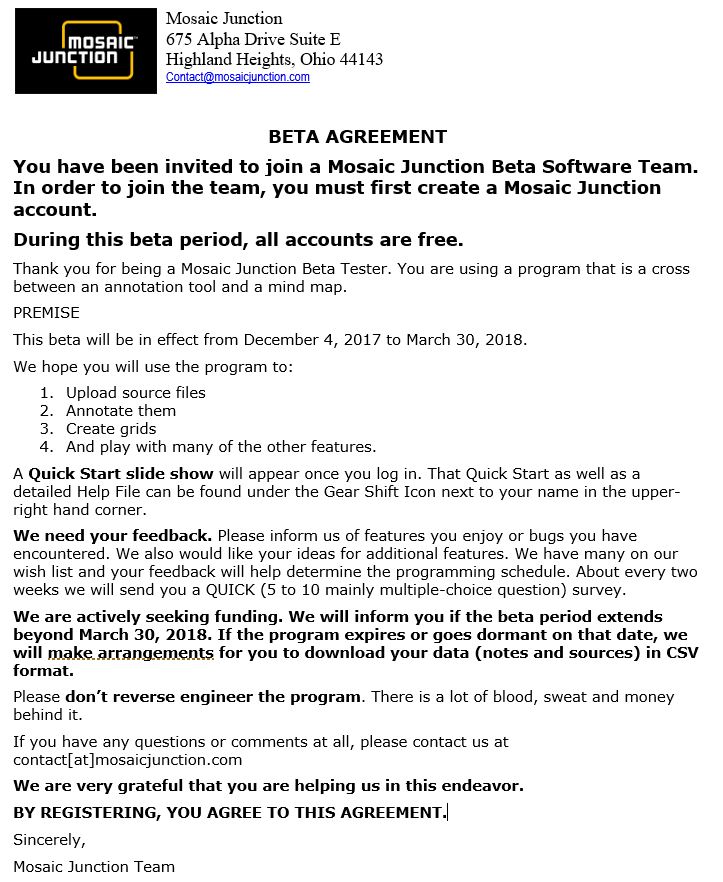 MOSAIC
JUNCTION
Mosaic Junction
675 Alpha Drive Suite E
Highland Heights, Ohio 44143
Contact@mosaicjunction.com
BETA AGREEMENT
You have been invited to join a Mosaic Junction Beta Software Team.
In order to join the team, you must first create a Mosaic Junction
account.
During this beta period, all accounts are free.
Thank you for being a Mosaic Junction Beta Tester. You are using a program that is a cross
between an annotation tool and a mind map.
PREMISE
This beta will be in effect from December 4, 2017 to March 30, 2018.
We hope you will use the program to:
1. Upload source files
2. Annotate them
3. Create grids
4. And play with many of the other features.
A Quick Start slide show will appear once you log in. That Quick Start as well as a
detailed Help File can be found under the Gear Shift Icon next to your name in the upper-
right hand corner.
We need your feedback. Please inform us of features you enjoy or bugs you have
encountered. We also would like your ideas for additional features. We have many on our
wish list and your feedback will help determine the programming schedule. About every two
weeks we will send you a QUICK (5 to 10 mainly multiple-choice question) survey.
We are actively seeking funding. We will inform you if the beta period extends
beyond March 30, 2018. If the program expires or goes dormant on that date, we
will make arrangements for you to download your data (notes and sources) in CSV
format.
Please don't reverse engineer the program. There is a lot of blood, sweat and money
behind it.
If you have any questions or comments at all, please contact us at
contact[at]mosaicjunction.com
We are very grateful that you are helping us in this endeavor.
BY REGISTERING, YOU AGREE TO THIS AGREEMENT.
Sincerely,
Mosaic Junction Team